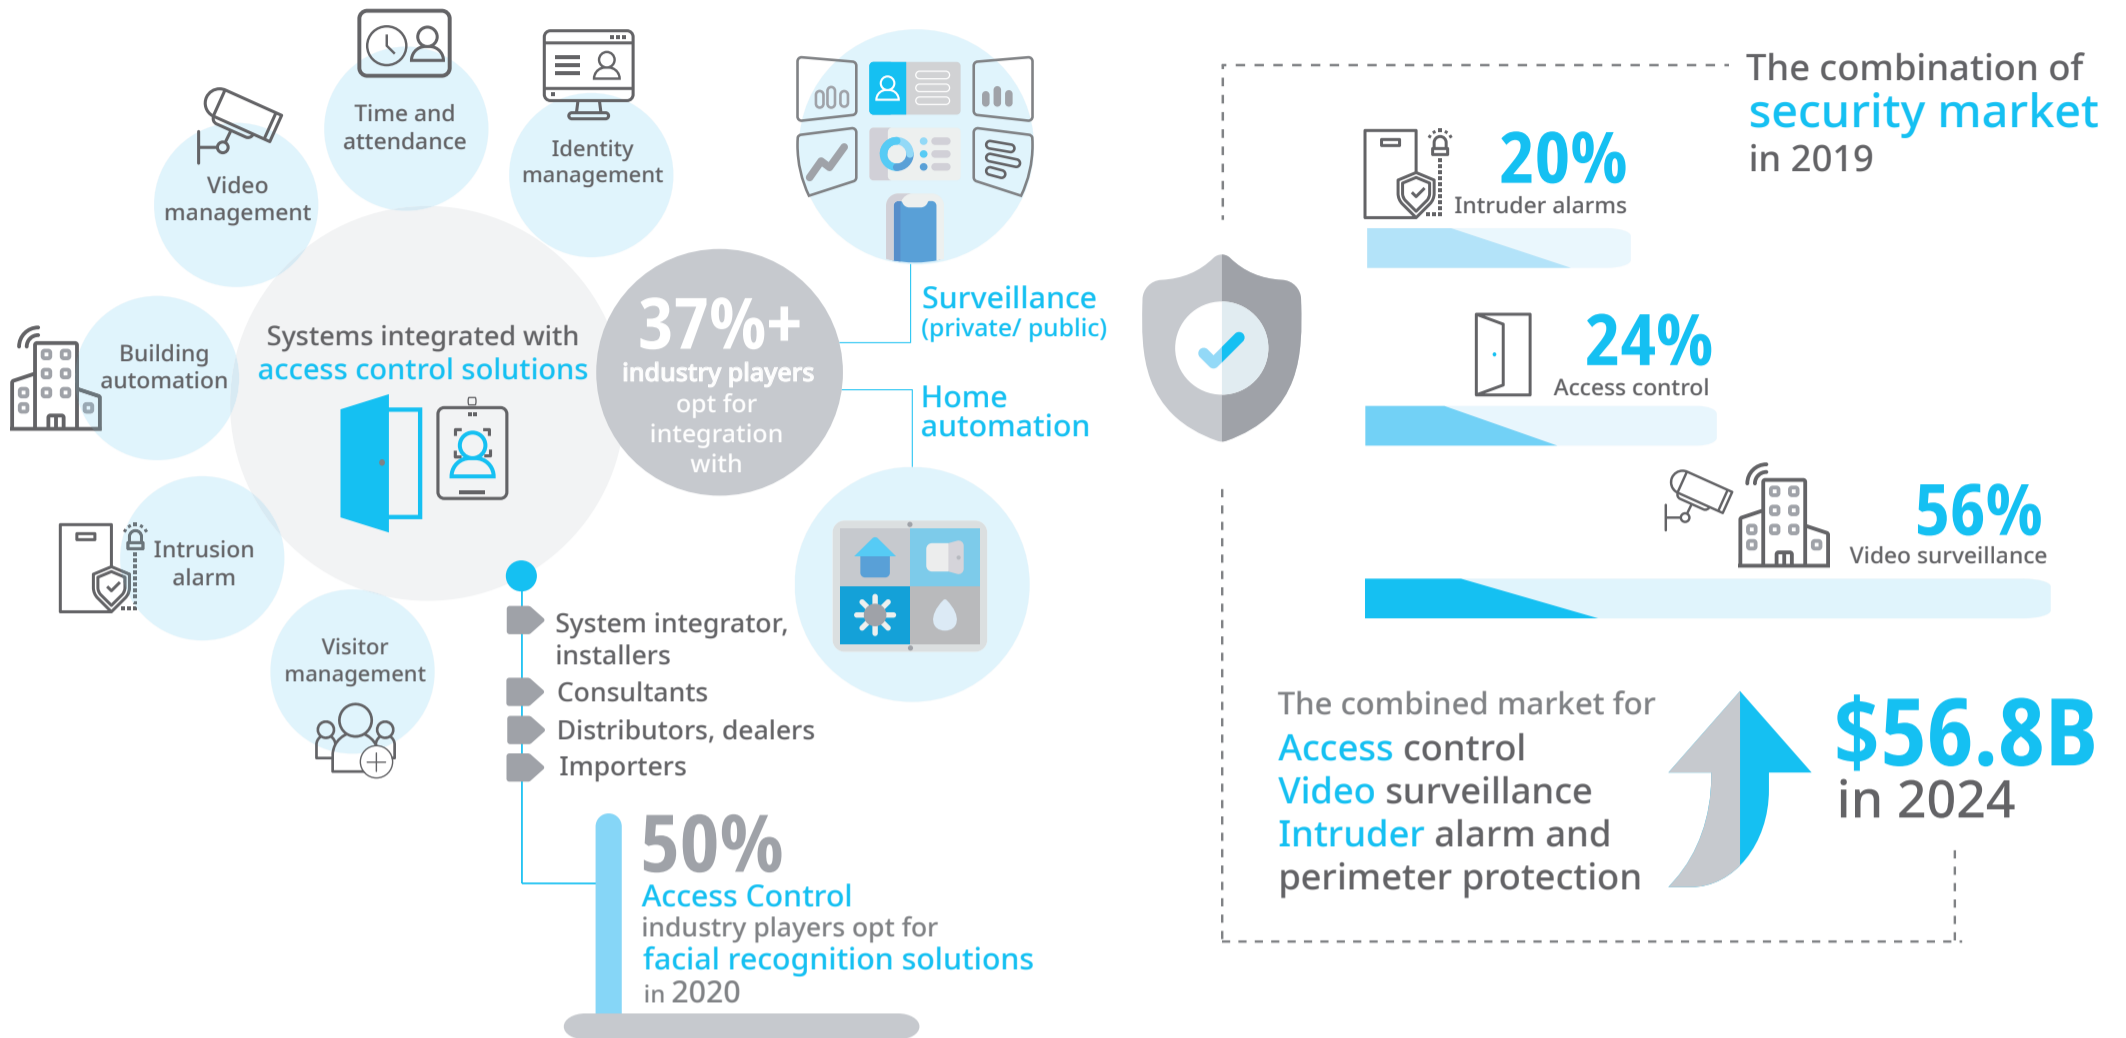 Time and
attendance
Identity
management
Video
management
Building
automation
Intrusion
alarm
Visitor
management
Systems integrated with
access control solutions
37%+
industry players
opt for
integration
with
Surveillance
(private/ public)
Home
automation
System integrator,
installers
Consultants
Distributors, dealers
Importers
50%
Access Control
industry players opt for
facial recognition solutions
in 2020
The combination of
security market
in 2019
20%
Intruder alarms
24%
Access control
56%
Video surveillance
The combined market for
Access control
Video surveillance
Intruder alarm and
perimeter protection
$56.8B
in 2024